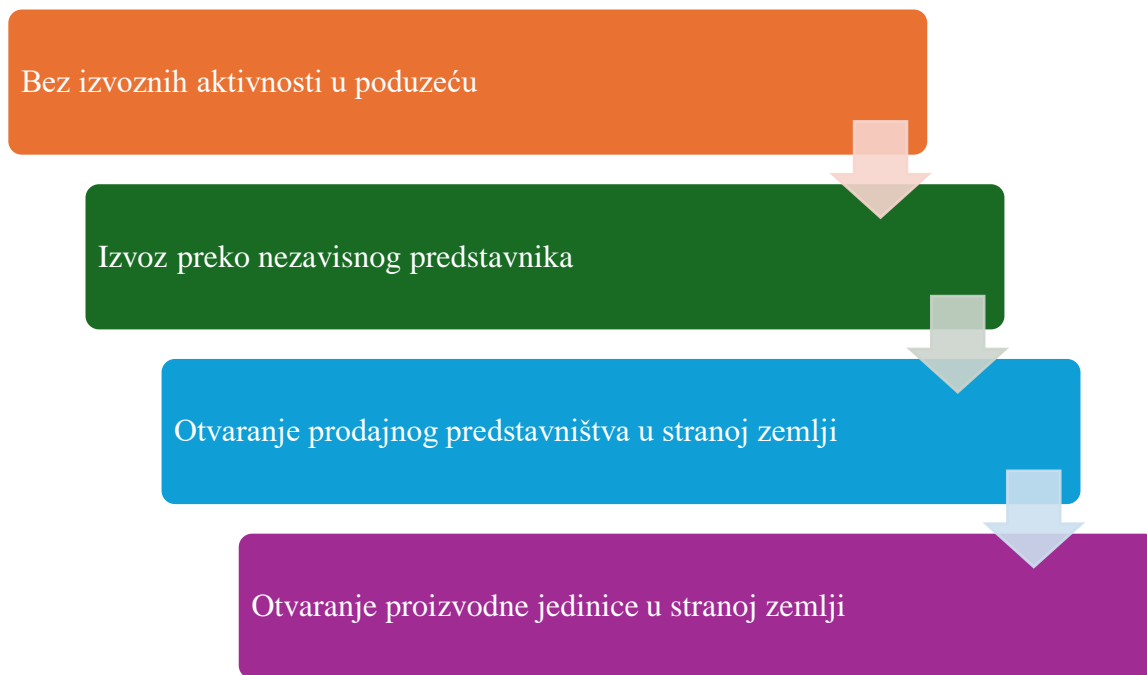 Bez izvoznih aktivnosti u poduzeću
Izvoz preko nezavisnog predstavnika
Otvaranje prodajnog predstavništva u stranoj zemlji
Otvaranje proizvodne jedinice u stranoj zemlji